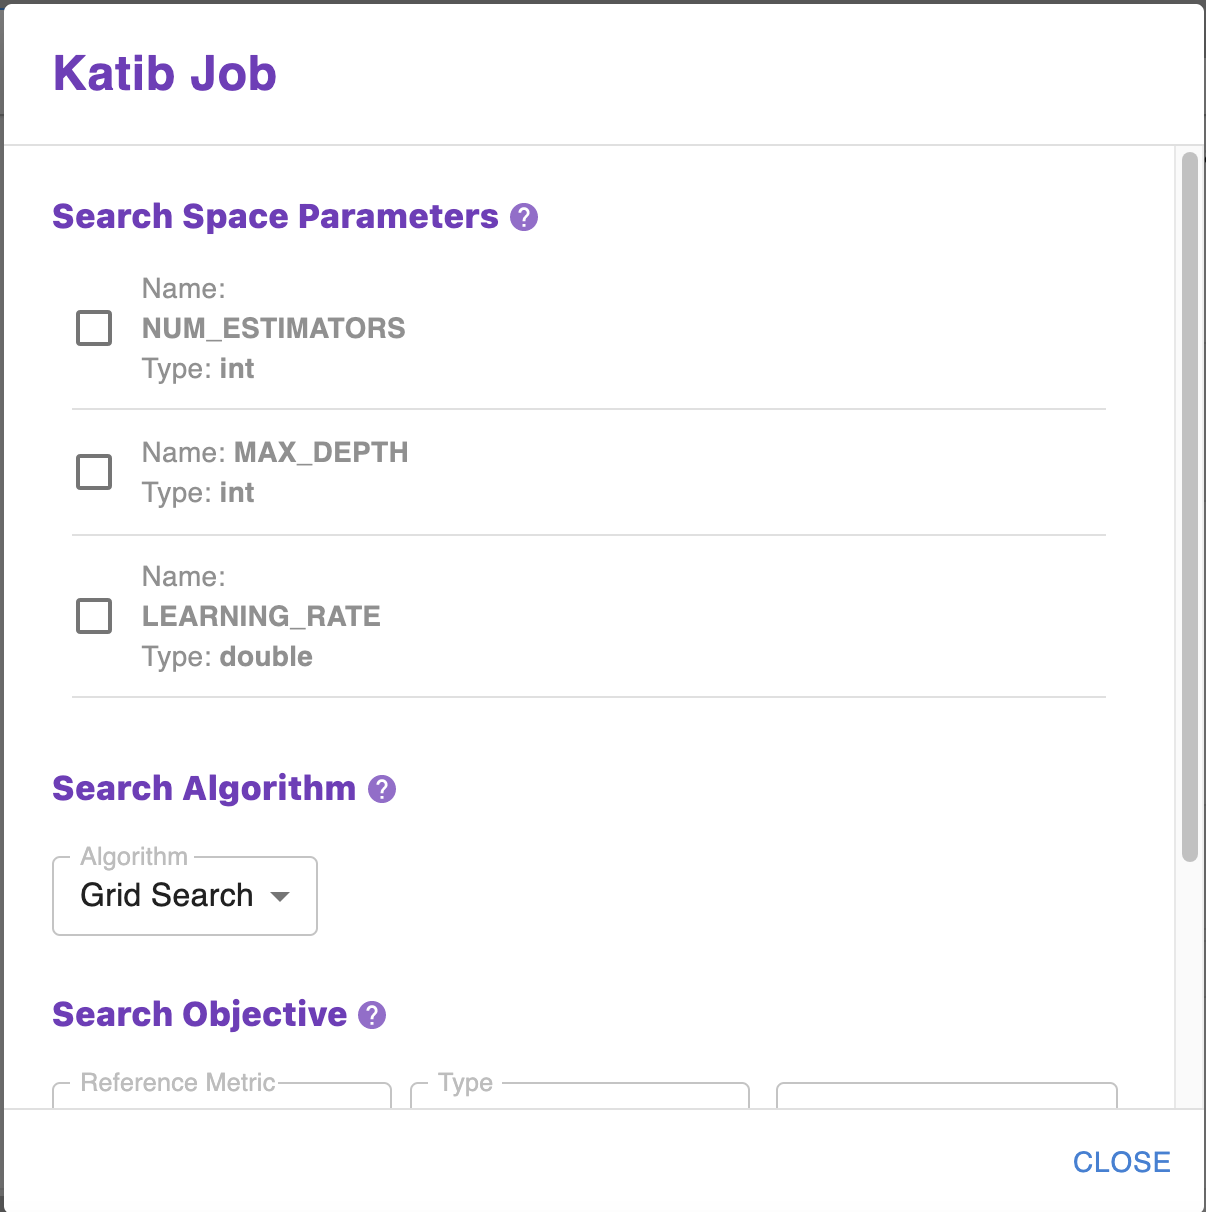 Katib Job
Search Space Parameters ?
Name:
NUM_ESTIMATORS
Type: int
Name: MAX_DEPTH
Type: int
Name:
LEARNING_RATE
Type: double
Search Algorithm ?
Algorithm
Grid Search
Search Objective ?
Reference Metric
Type
CLOSE